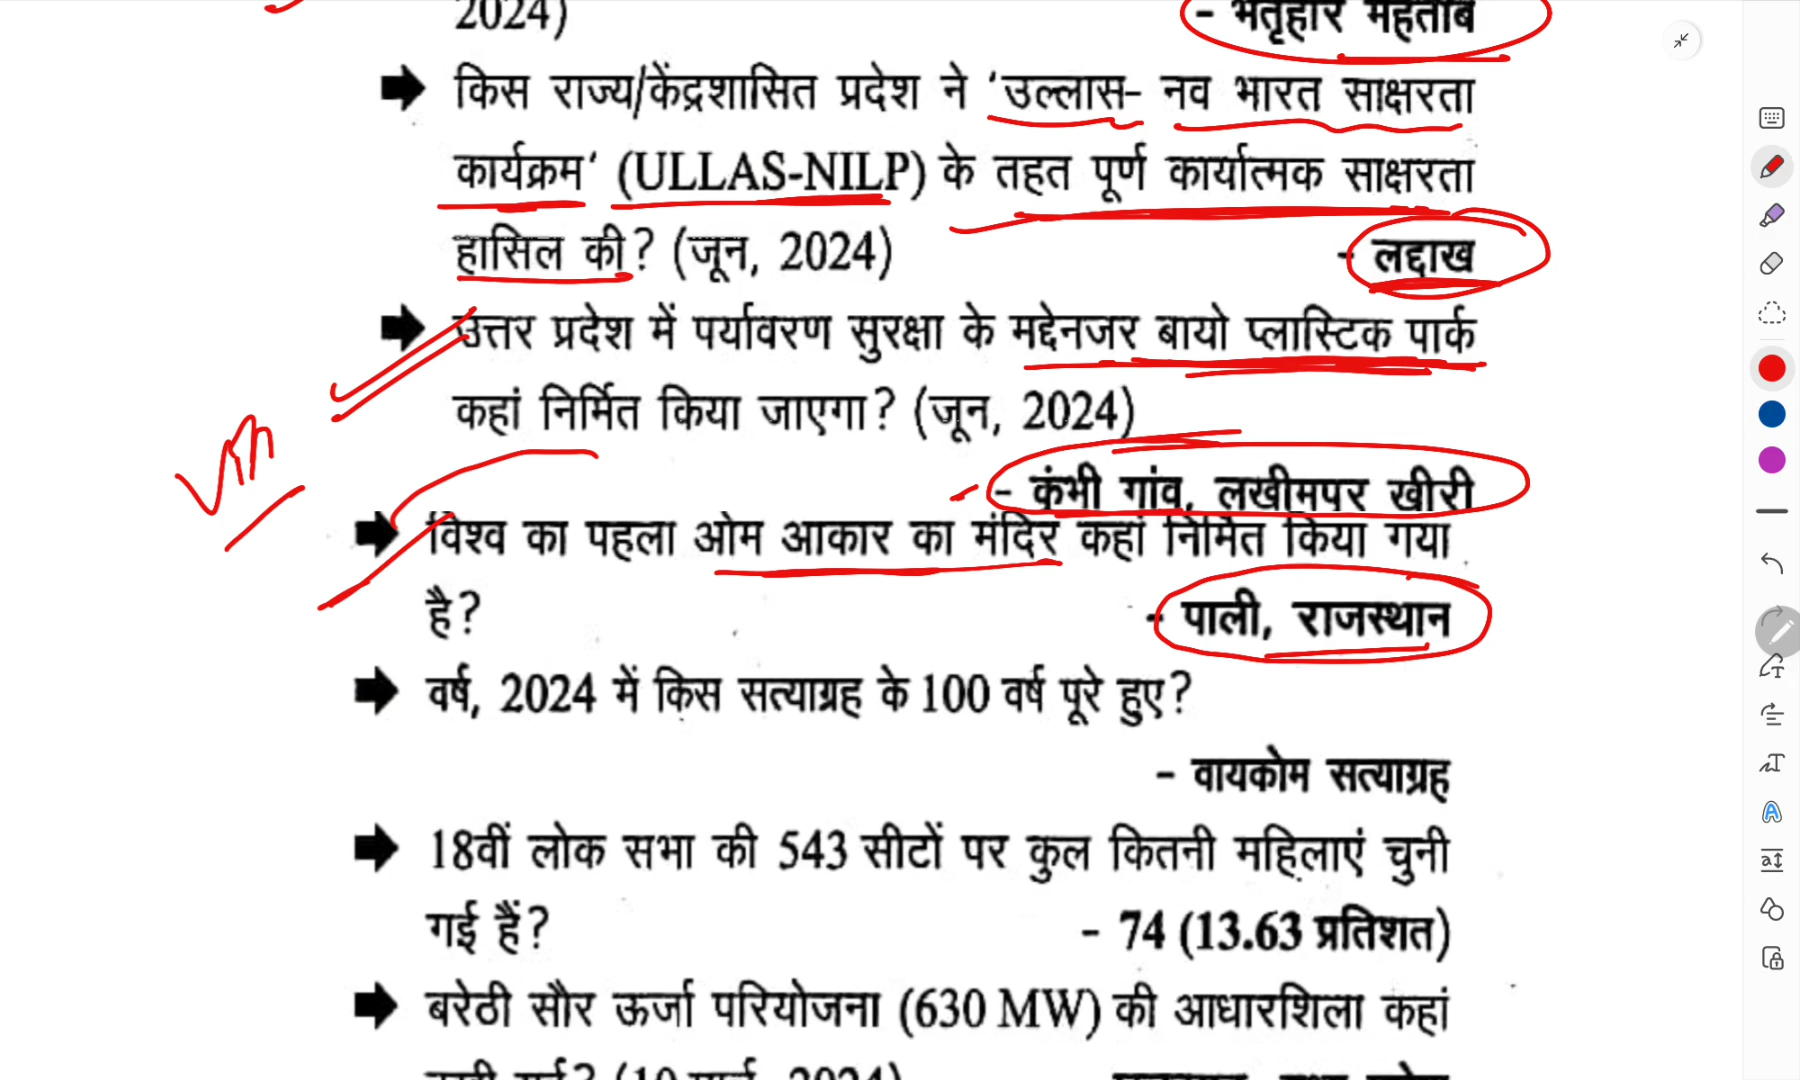 2024)
- भर्तृहरि महताब
➡ किस राज्य/केंद्रशासित प्रदेश ने ‘उल्लास- नव भारत साक्षरता
कार्यक्रम’ (ULLAS-NILP) के तहत पूर्ण कार्यात्मक साक्षरता
हासिल की? (जून, 2024) - लद्दाख
➡ उत्तर प्रदेश में पर्यावरण सुरक्षा के मद्देनजर बायो प्लास्टिक पार्क
कहां निर्मित किया जाएगा? (जून, 2024)
- कंभी गांव, लखीमपर खीरी
➡ विश्व का पहला ओम आकार का मंदिर कहां निर्मित किया गया
है? - पाली, राजस्थान
➡ वर्ष, 2024 में किस सत्याग्रह के 100 वर्ष पूरे हुए?
- वायकोम सत्याग्रह
➡ 18वीं लोक सभा की 543 सीटों पर कुल कितनी महिलाएं चुनी
गई हैं? - 74 (13.63 प्रतिशत)
➡ बरेठी सौर ऊर्जा परियोजना (630 MW) की आधारशिला कहां